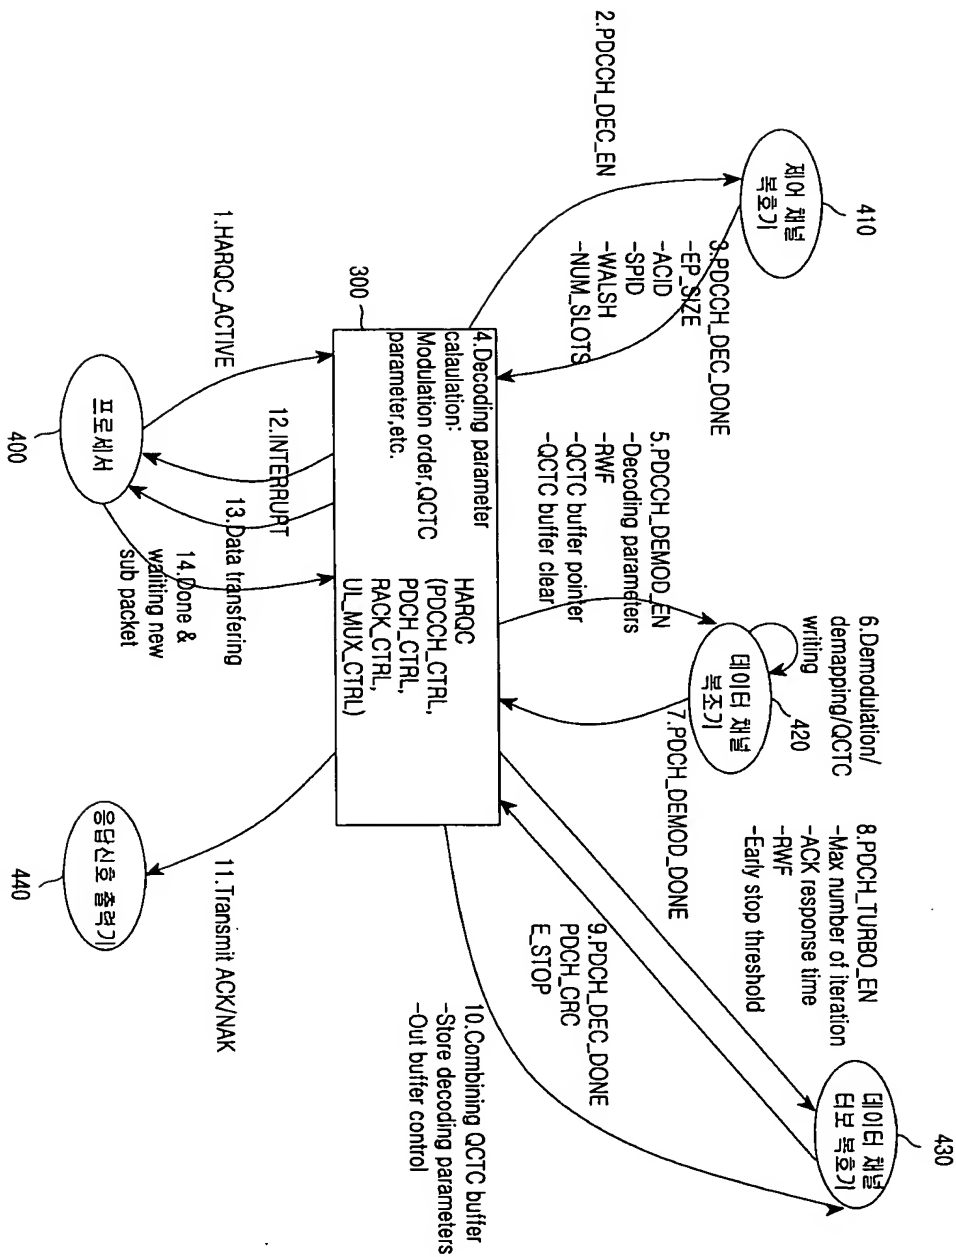 제어 채널
복호기
410
2.PDCCH_DEC_EN
3.PDCCH_DEC_DONE
-EP_SIZE
-ACID
-SPID
-WALSH
-NUM_SLOTS
1.HARQC_ACTIVE
300
4.Decoding parameter
calaulation:
Modulation order,QCTC
parameter,etc.
HARQC
(PDCCH_CTRL,
PDCH_CTRL,
RACK_CTRL,
UL_MUX_CTRL)
프로세서
400
12.INTERRURT
13.Data transfering
14.Done &
waliting new
sub packet
5.PDCCH_DEMOD_EN
-Decoding parameters
-RWF
-QCTC buffer pointer
-QCTC buffer clear
6.Demodulation/
demapping/QCTC
writing
데이터 채널
복조기
420
7.PDCH_DEMOD_DONE
8.PDCH_TURBO_EN
-Max number of iteration
-ACK response time
-RWF
-Early stop threshold
9.PDCH_DEC_DONE
PDCH_CRC
E_STOP
데이터 채널
터보 복호기
430
10.Combining QCTC buffer
-Store decoding parameters
-Out buffer control
11.Transmit ACK/NAK
응답신호 출력기
440